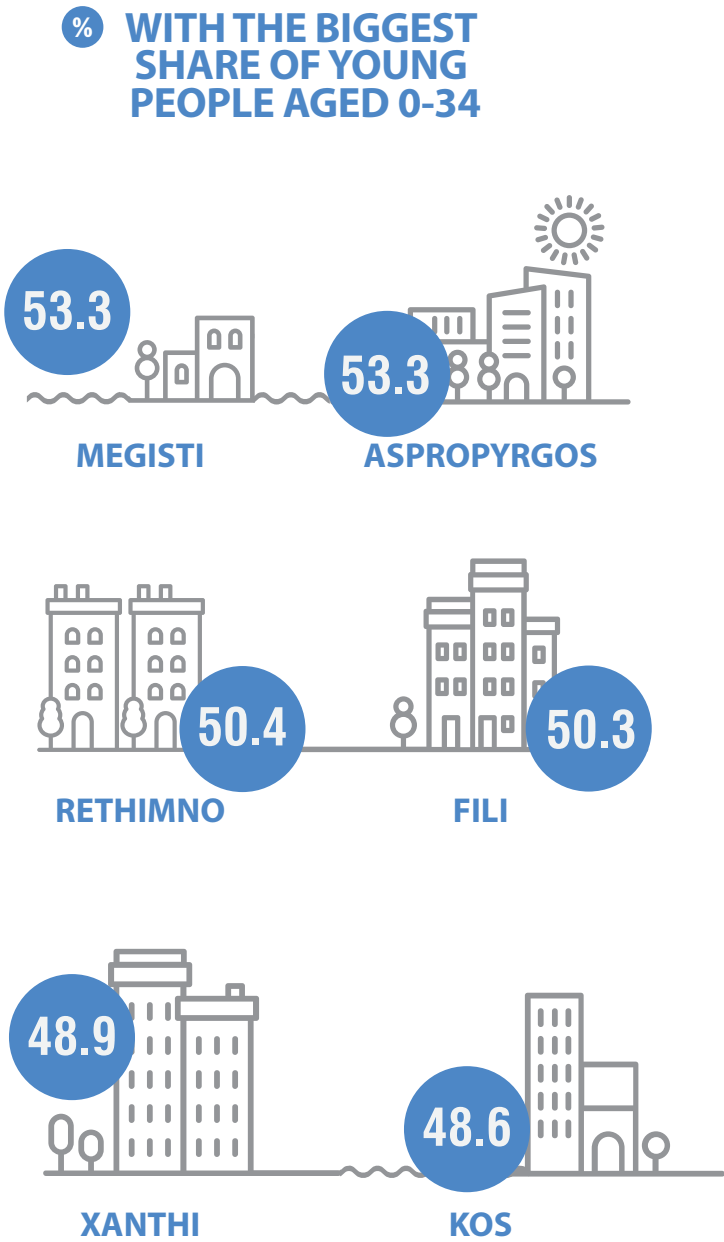 % WITH THE BIGGEST
SHARE OF YOUNG
PEOPLE AGED 0-34
53.3
53.3
MEGISTI
ASPROPYRGOS
50.4
50.3
RETHIMNO
FILI
48.9
48.6
XANTHI
KOS